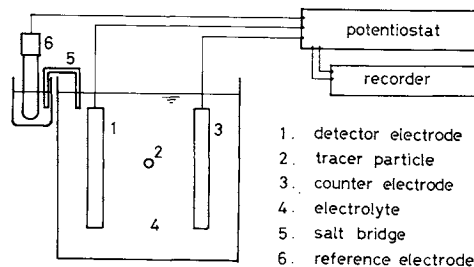 potentiostat
recorder
6
5
1
2
3
4
1. detector electrode
2. tracer particle
3. counter electrode
4. electrolyte
5. salt bridge
6. reference electrode